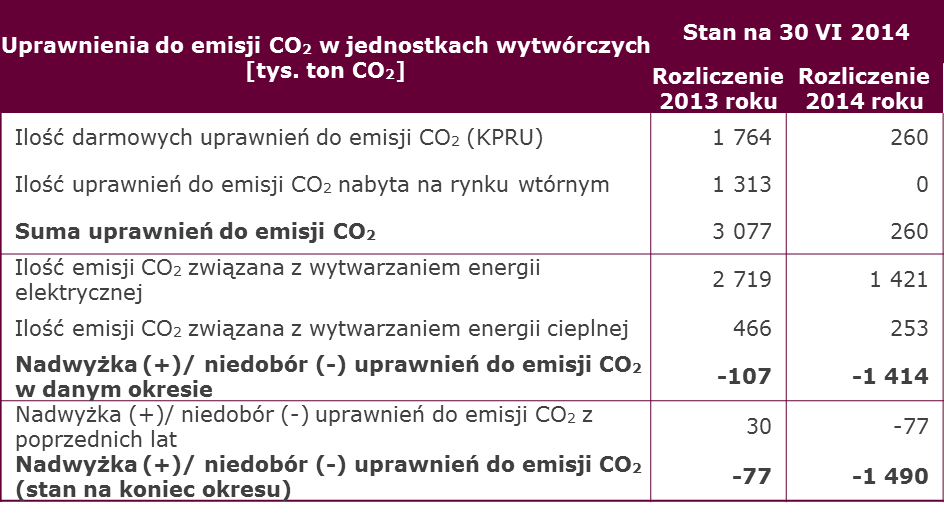 Uprawnienia do emisji CO₂ w jednostkach wytwórczych
[tys. ton CO₂]
Stan na 30 VI 2014
Rozliczenie 2013 roku
Rozliczenie 2014 roku
Ilość darmowych uprawnień do emisji CO₂ (KPRU) 1 764 260
Ilość uprawnień do emisji CO₂ nabyta na rynku wtórnym 1 313 0
Suma uprawnień do emisji CO₂ 3 077 260
Ilość emisji CO₂ związana z wytwarzaniem energii
elektrycznej 2 719 1 421
Ilość emisji CO₂ związana z wytwarzaniem energii cieplnej 466 253
Nadwyżka (+)/ niedobór (-) uprawnień do emisji CO₂
w danym okresie -107 -1 414
Nadwyżka (+)/ niedobór (-) uprawnień do emisji CO₂ z
poprzednich lat 30 -77
Nadwyżka (+)/ niedobór (-) uprawnień do emisji CO₂
(stan na koniec okresu) -77 -1 490